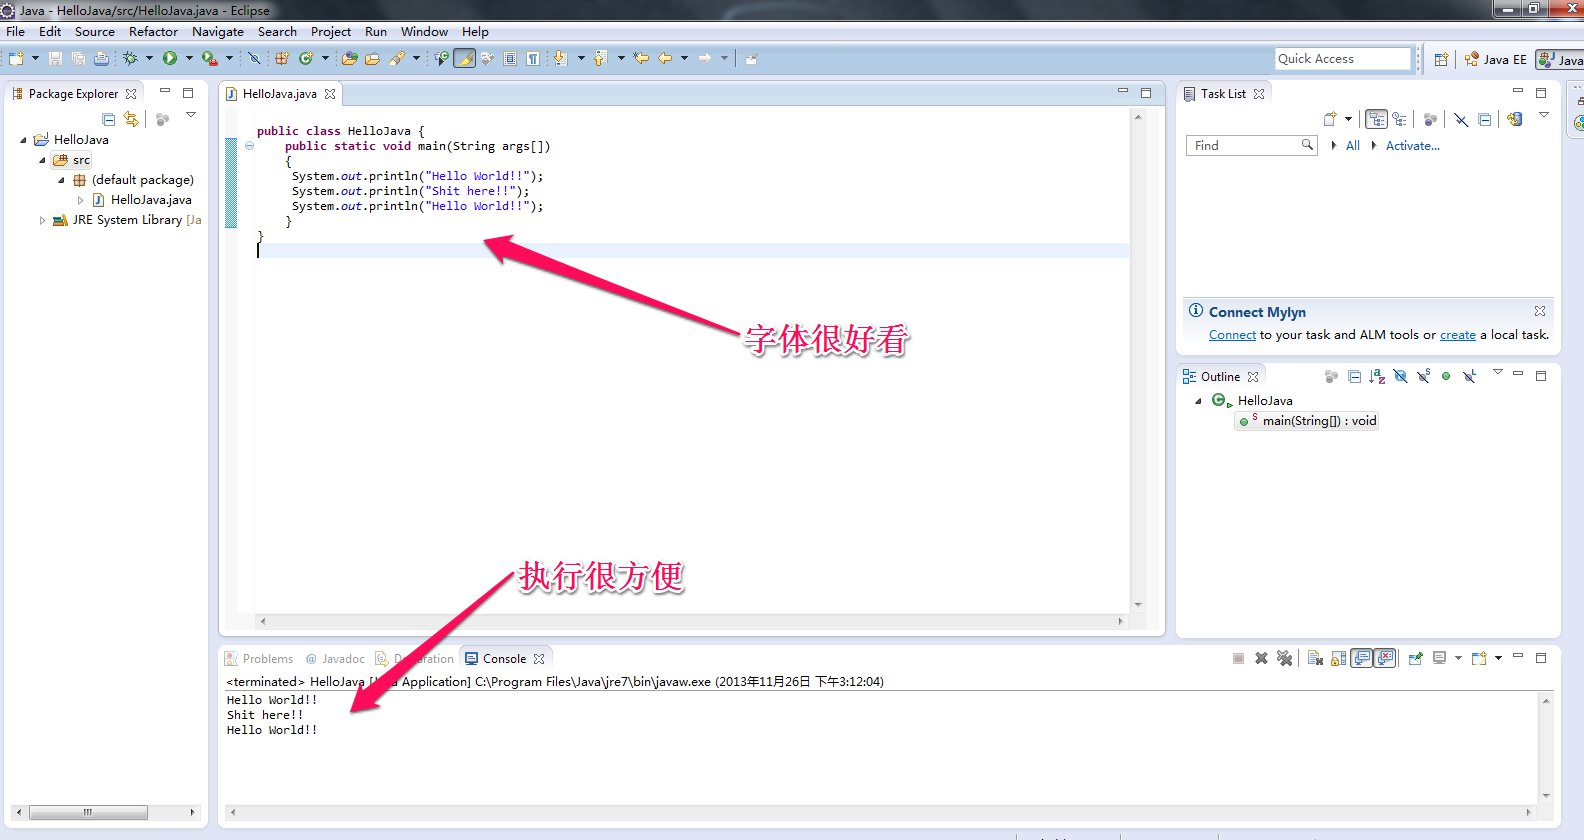 Java - HelloJava/src/HelloJava.java - Eclipse
File Edit Source Refactor Navigate Search Project Run Window Help
Quick Access
Java EE
Java
Package Explorer
HelloJava
src
(default package)
HelloJava.java
JRE System Library [Ja
HelloJava.java
public class HelloJava {
public static void main(String args[])
{
System.out.println("Hello World!!");
System.out.println("Shit here!!");
System.out.println("Hello World!!");
}
}
字体很好看
执行很方便
Task List
Find
All
Activate...
Connect Mylyn
Connect to your task and ALM tools or create a local task.
Outline
HelloJava
main(String[]) : void
Problems @ Javadoc Console
<terminated> HelloJava Application] C:\Program Files\Java\jre7\bin\javaw.exe (2013年11月26日 下午3:12:04)
Hello World!!
Shit here!!
Hello World!!